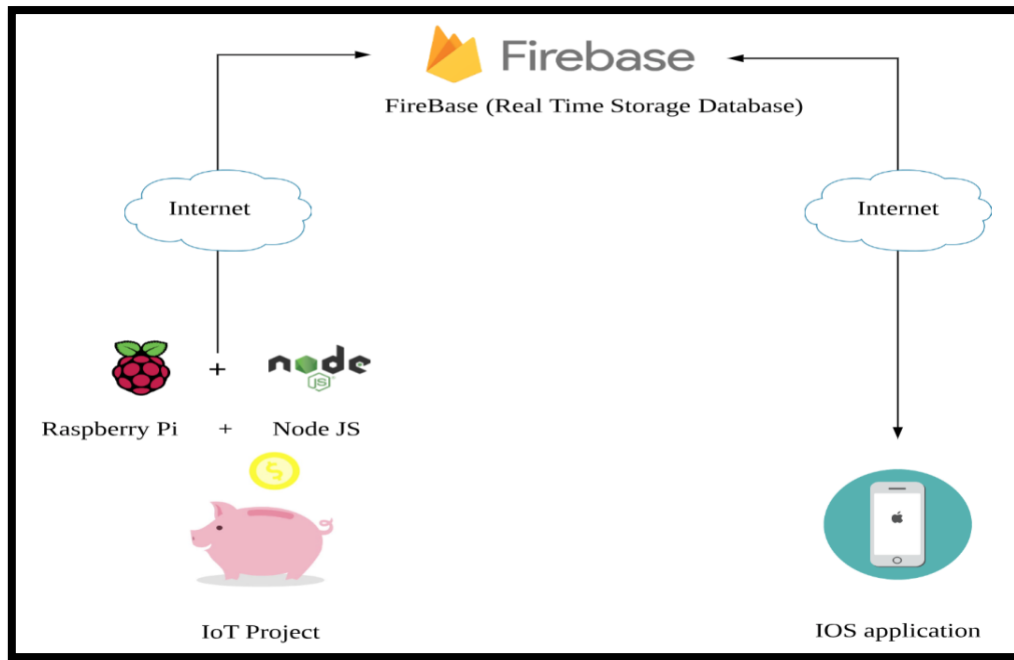 Firebase
FireBase (Real Time Storage Database)
Internet
Internet
+ node
JS
Raspberry Pi + Node JS
$
IoT Project
IOS application